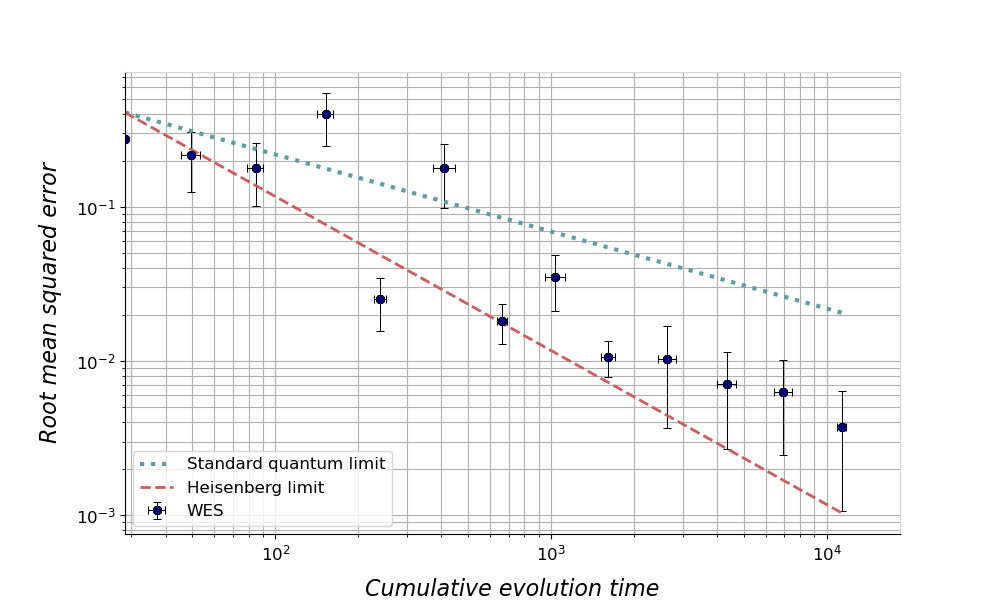 Root mean squared error
10⁻¹
10⁻²
10⁻³
Standard quantum limit
Heisenberg limit
WES
10²
10³
10⁴
Cumulative evolution time